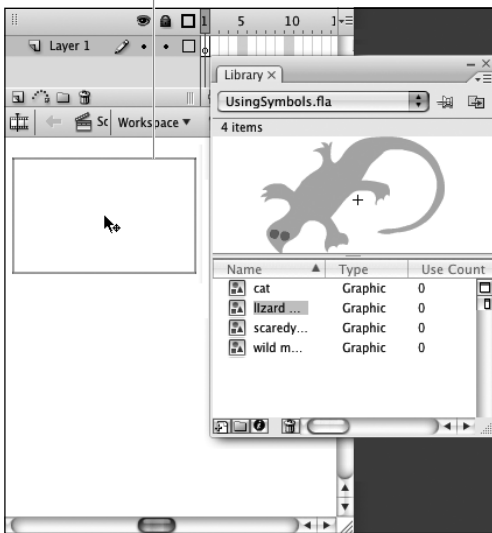 1 5 10 1
Layer 1
Library ×
UsingSymbols.fla
Sc Workspace
4 items
Name Type Use Count
cat Graphic 0
lizard ... Graphic 0
scaredy... Graphic 0
wild m... Graphic 0